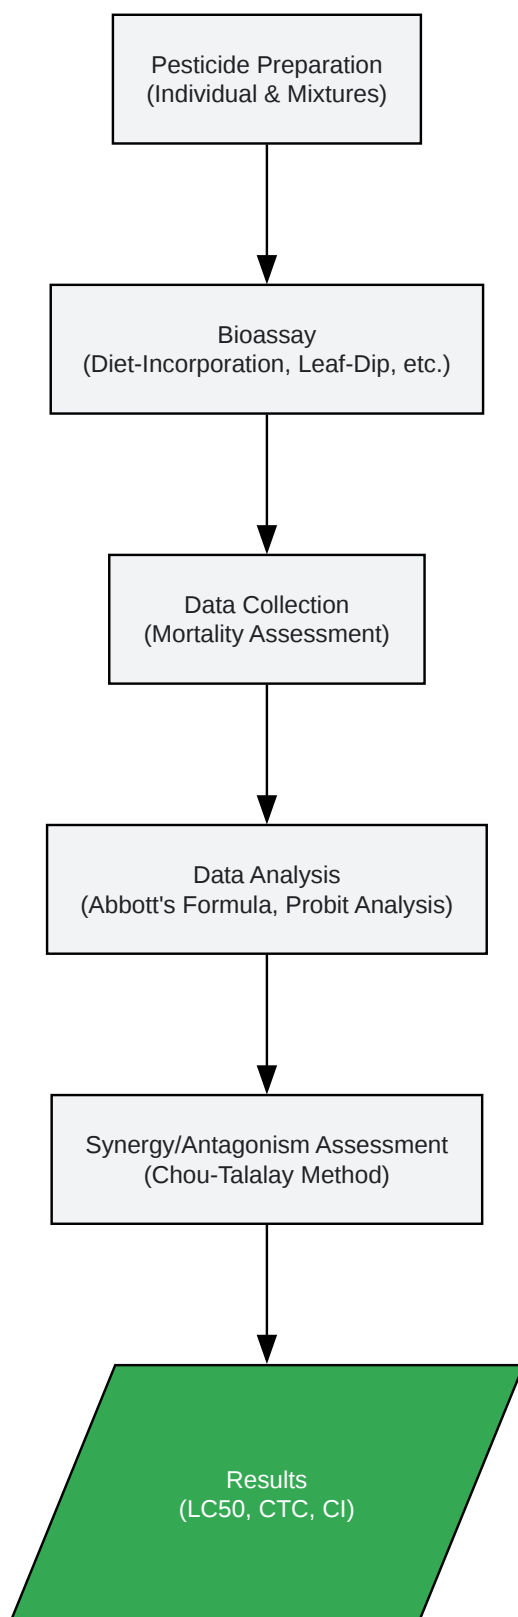 Pesticide Preparation
(Individual & Mixtures)
Bioassay
(Diet-Incorporation, Leaf-Dip, etc.)
Data Collection
(Mortality Assessment)
Data Analysis
(Abbott's Formula, Probit Analysis)
Synergy/Antagonism Assessment
(Chou-Talalay Method)
Results
(LC50, CTC, CI)